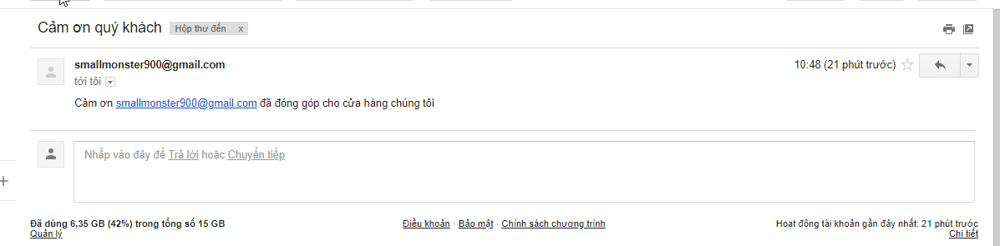 Cảm ơn quý khách Hộp thư đến x
smallmonster900@gmail.com 10:48 (21 phút trước)
tới tôi
Cảm ơn smallmonster900@gmail.com đã đóng góp cho cửa hàng chúng tôi
Nhấp vào đây để Trả lời hoặc Chuyển tiếp
Đã dùng 6,35 GB (42%) trong tổng số 15 GB Điều khoản · Bảo mật · Chính sách chương trình Hoạt động tài khoản gần đây nhất: 21 phút trước
Quản lý Chi tiết